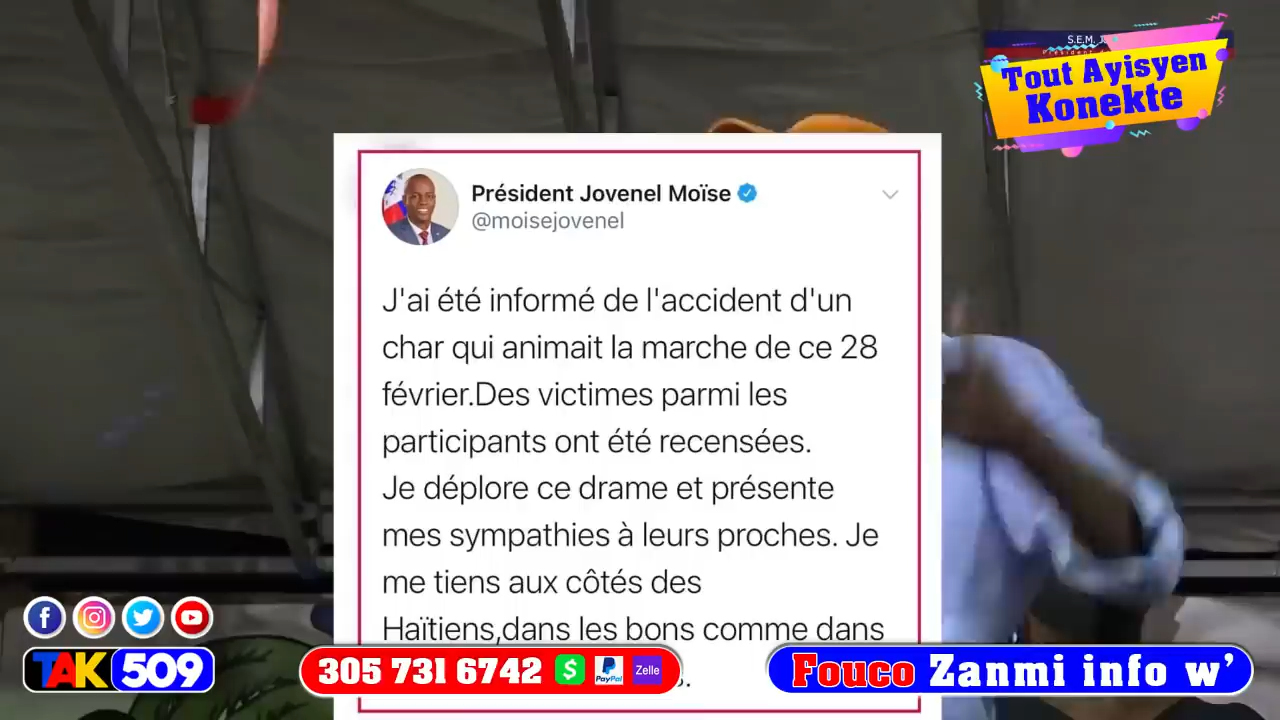 S.E.M.
Tout Ayisyen
Konekte
Président Jovenel Moïse
@moisejovenel
J'ai été informé de l'accident d'un
char qui animait la marche de ce 28
février.Des victimes parmi les
participants ont été recensées.
Je déplore ce drame et présente
mes sympathies à leurs proches. Je
me tiens aux côtés des
Haïtiens,dans les bons comme dans
TAK 509
305 731 6742 $ PayPal Zelle
Fouco Zanmi info w'